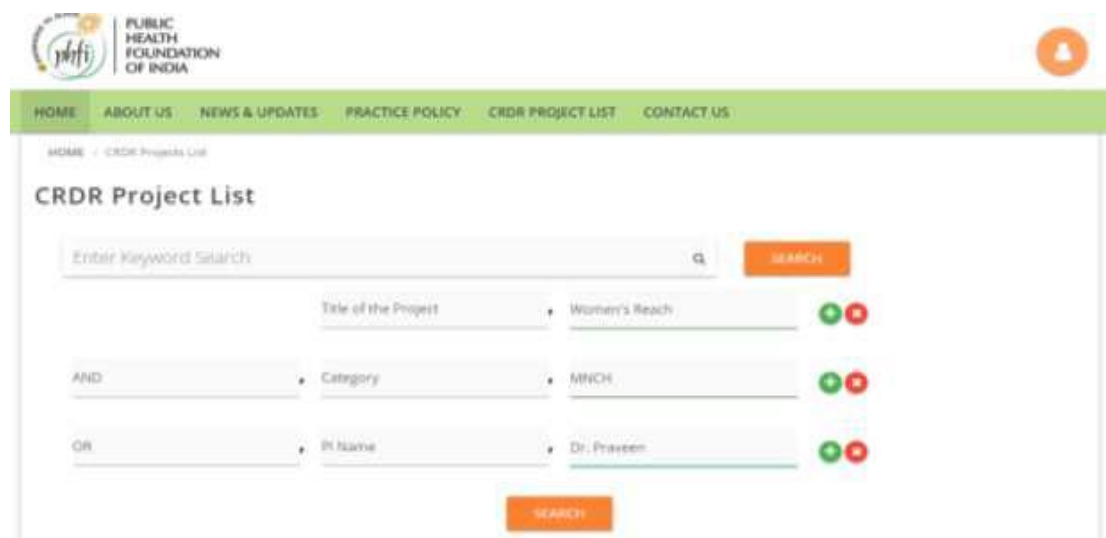 phfi
PUBLIC
HEALTH
FOUNDATION
OF INDIA
HOME ABOUT US NEWS & UPDATES PRACTICE POLICY CRDR PROJECT LIST CONTACT US
HOME / CRDR Projects List
CRDR Project List
Enter Keyword Search SEARCH
Title of the Project Women's Reach
AND Category MNCH
OR PI Name Dr. Praveen
SEARCH